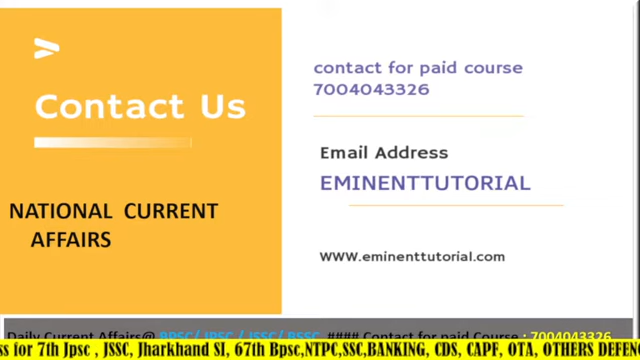 Contact Us
NATIONAL CURRENT
AFFAIRS
contact for paid course
7004043326
Email Address
EMINENTTUTORIAL
WWW.eminenttutorial.com
Daily Current Affairs@ BPSC/ JPSC / JSSC/ BSSC #### Contact for paid Course : 7004043326
ss for 7th Jpsc , JSSC, Jharkhand SI, 67th Bpsc,NTPC,SSC,BANKING, CDS, CAPF, OTA, OTHERS DEFEN